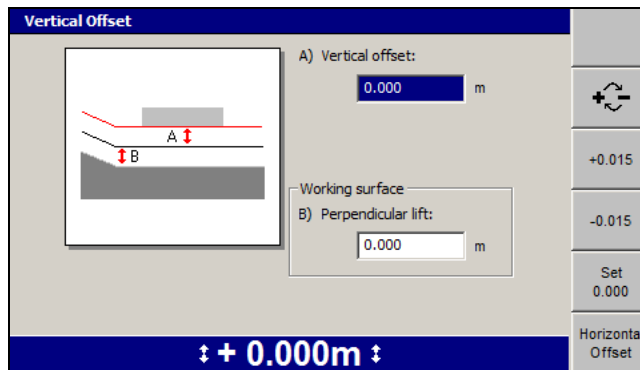 Vertical Offset
A) Vertical offset:
0.000 m
A
B
Working surface
B) Perpendicular lift:
0.000 m
+ 0.000m
+ -
+0.015
-0.015
Set
0.000
Horizonta
Offset